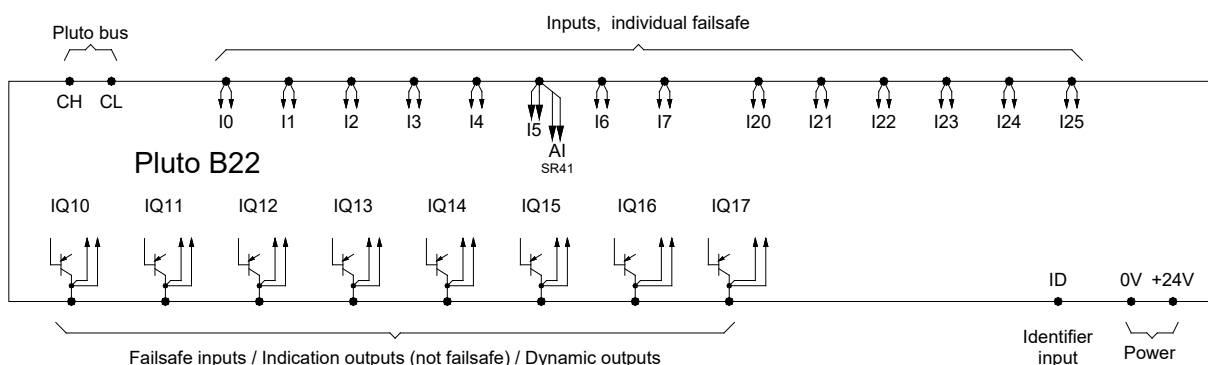 Pluto bus
Inputs, individual failsafe
CH CL
I0 I1 I2 I3 I4 I5 I6 I7 I20 I21 I22 I23 I24 I25
AI
SR41
Pluto B22
IQ10 IQ11 IQ12 IQ13 IQ14 IQ15 IQ16 IQ17
ID 0V +24V
Failsafe inputs / Indication outputs (not failsafe) / Dynamic outputs
Identifier
input
Power